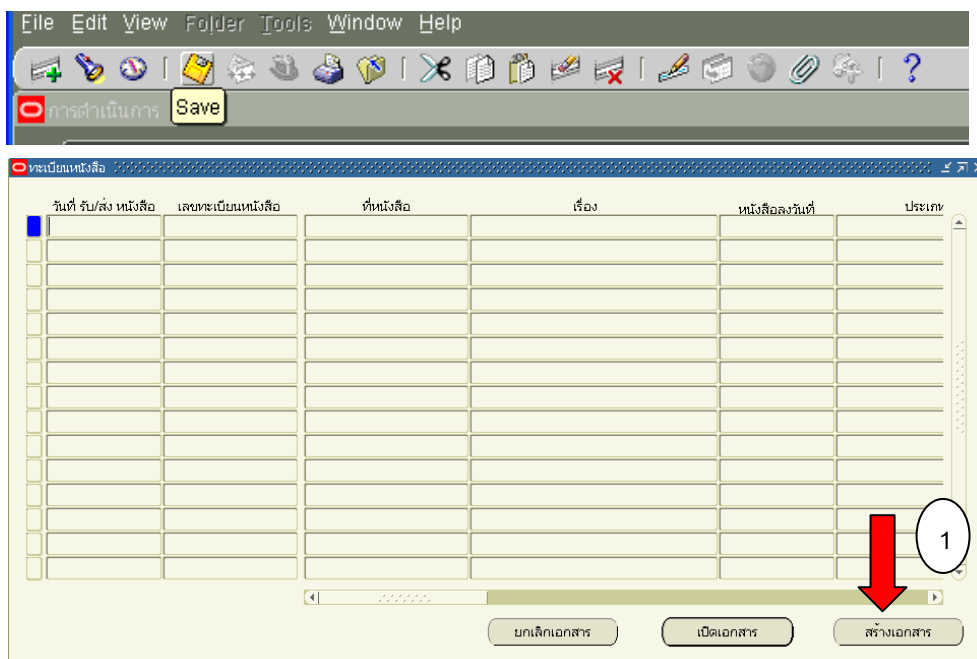 File Edit View Folder Tools Window Help
การดำเนินการ Save
ทะเบียนหนังสือ
วันที่ รับ/ส่ง หนังสือ เลขทะเบียนหนังสือ ที่หนังสือ เรื่อง หนังสือลงวันที่ ประเภท
1
ยกเลิกเอกสาร เปิดเอกสาร สร้างเอกสาร